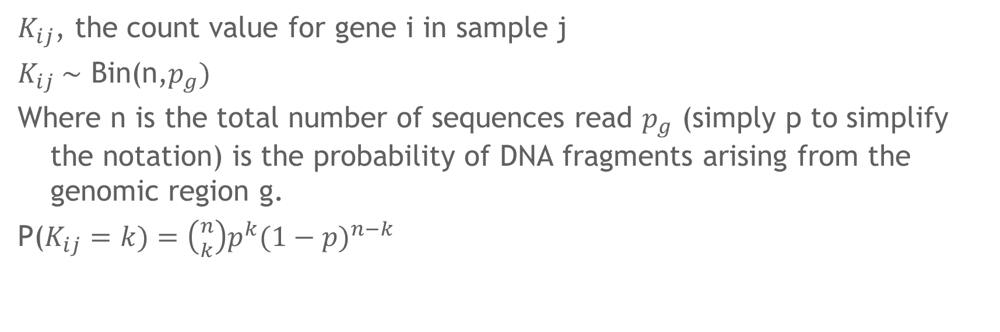 K_{ij}, the count value for gene i in sample j
K_{ij} ~ Bin(n,p_g)
Where n is the total number of sequences read p_g (simply p to simplify
the notation) is the probability of DNA fragments arising from the
genomic region g.
P(K_{ij} = k) = \binom{n}{k}p^k(1 − p)^{n−k}